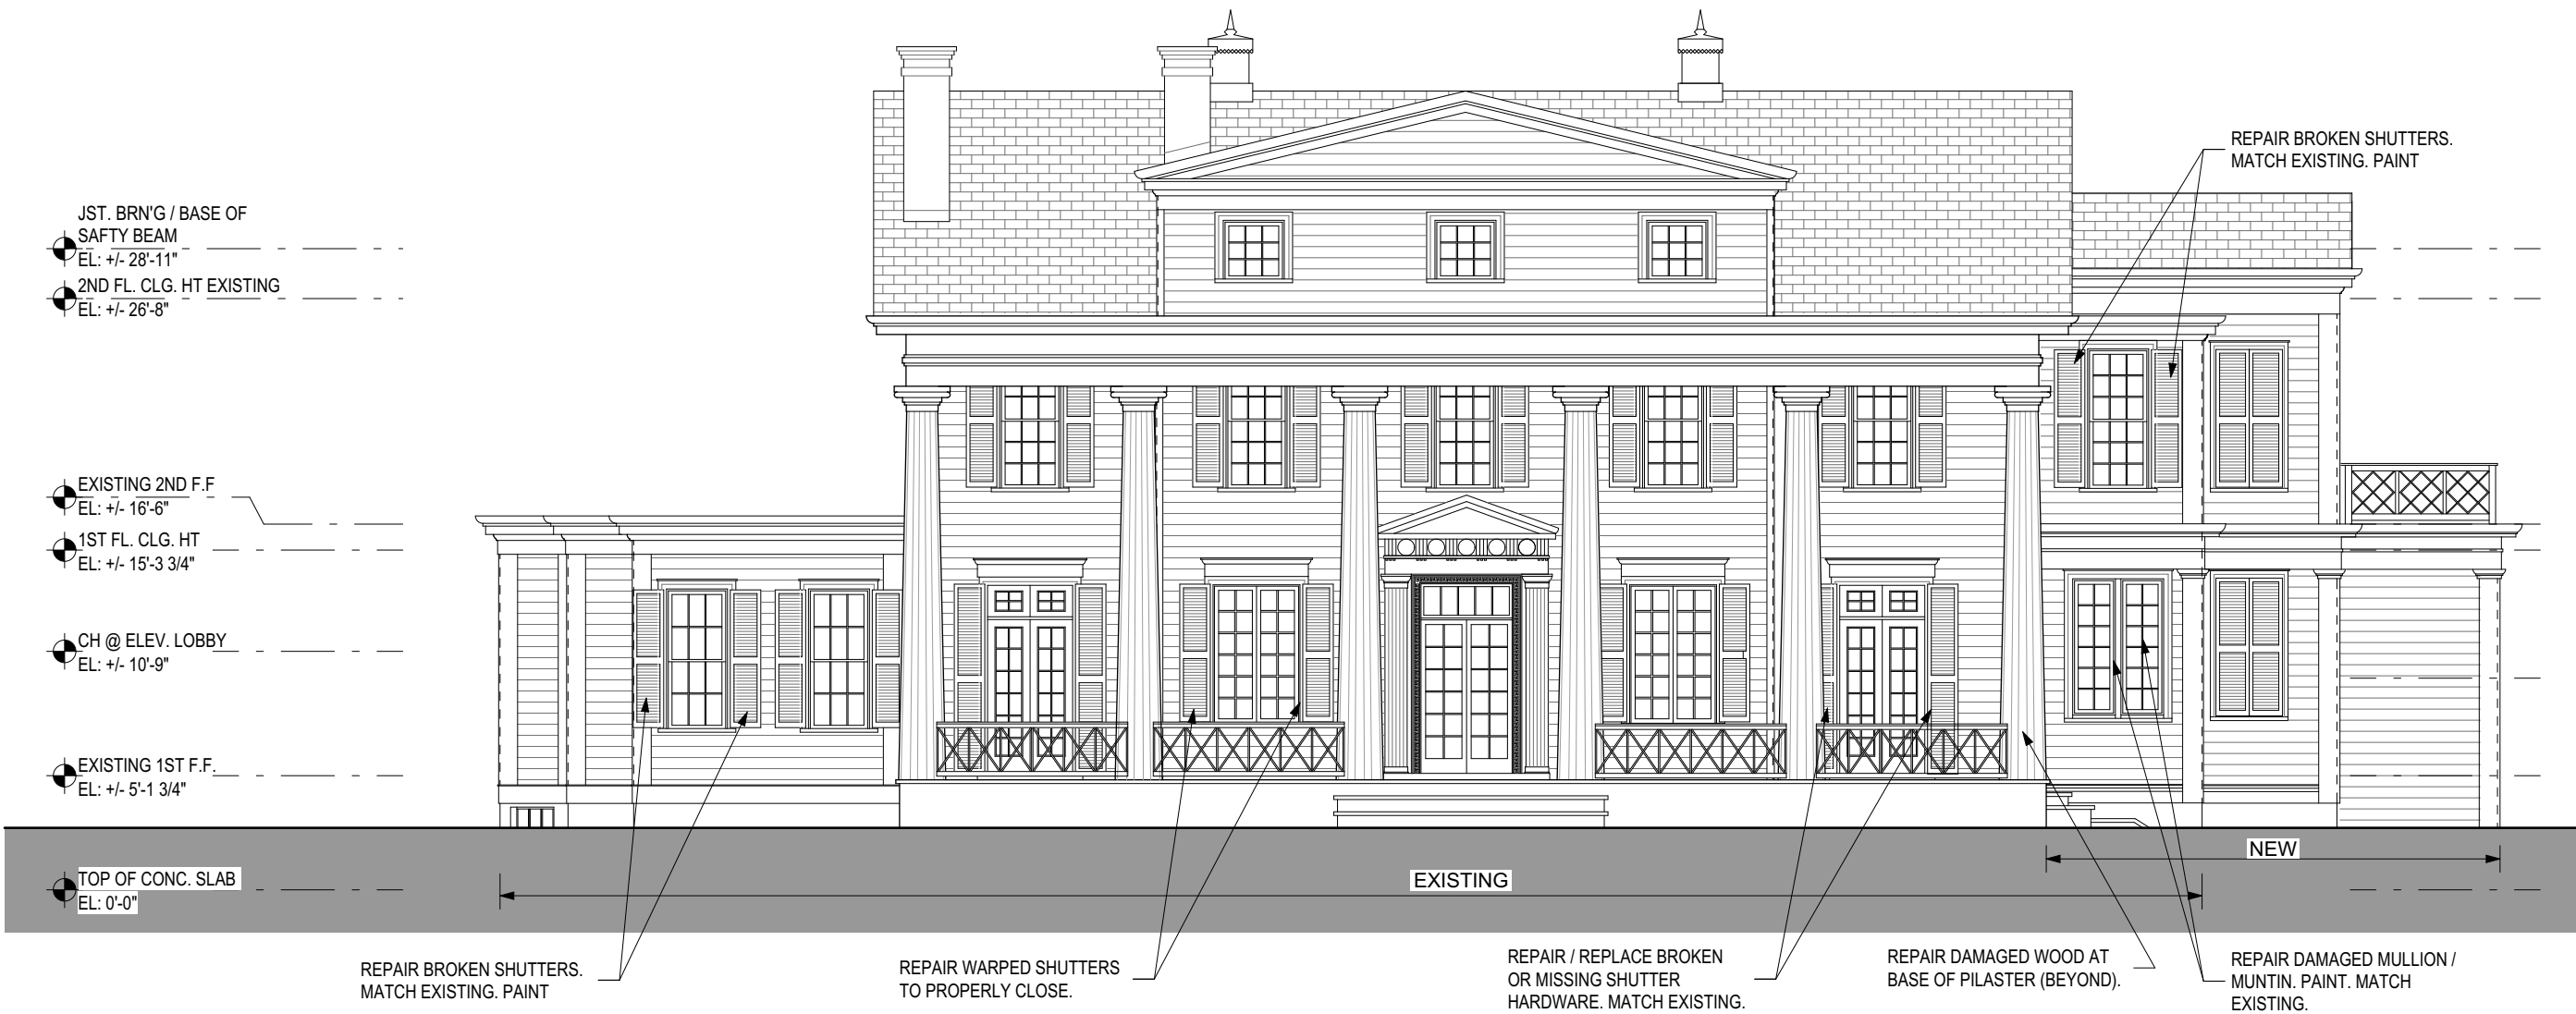 REPAIR BROKEN SHUTTERS.
MATCH EXISTING. PAINT
JST. BRN'G / BASE OF
SAFTY BEAM
EL: +/- 28'-11"
2ND FL. CLG. HT EXISTING
EL: +/- 26'-8"
EXISTING 2ND F.F
EL: +/- 16'-6"
1ST FL. CLG. HT
EL: +/- 15'-3 3/4"
CH @ ELEV. LOBBY
EL: +/- 10'-9"
EXISTING 1ST F.F.
EL: +/- 5'-1 3/4"
TOP OF CONC. SLAB
EL: 0'-0"
NEW
EXISTING
REPAIR BROKEN SHUTTERS.
MATCH EXISTING. PAINT
REPAIR WARPED SHUTTERS
TO PROPERLY CLOSE.
REPAIR / REPLACE BROKEN
OR MISSING SHUTTER
HARDWARE. MATCH EXISTING.
REPAIR DAMAGED WOOD AT
BASE OF PILASTER (BEYOND).
REPAIR DAMAGED MULLION /
MUNTIN. PAINT. MATCH
EXISTING.